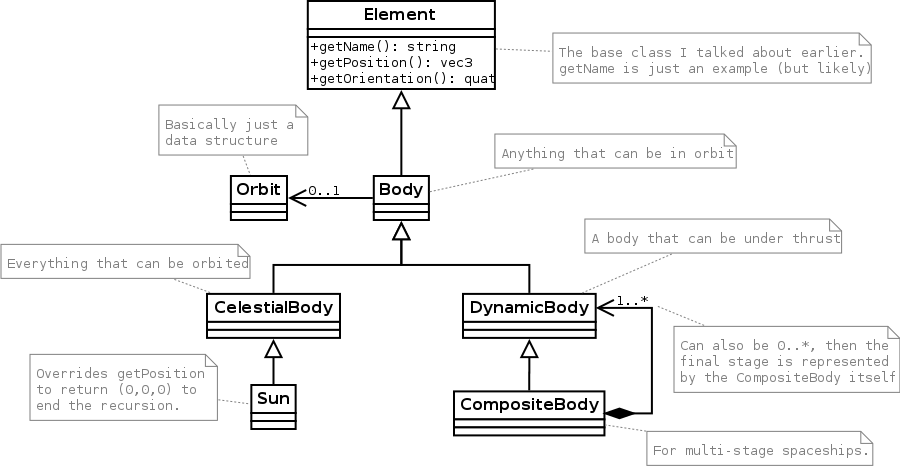 Element
+getName(): string
+getPosition(): vec3
+getOrientation(): quat
The base class I talked about earlier.
getName is just an example (but likely)
Basically just a
data structure
Anything that can be in orbit
Orbit
0..1
Body
A body that can be under thrust
Everything that can be orbited
CelestialBody
DynamicBody
1..*
Can also be 0..*, then the
final stage is represented
by the CompositeBody itself
Overrides getPosition
to return (0,0,0) to
end the recursion.
Sun
CompositeBody
For multi-stage spaceships.